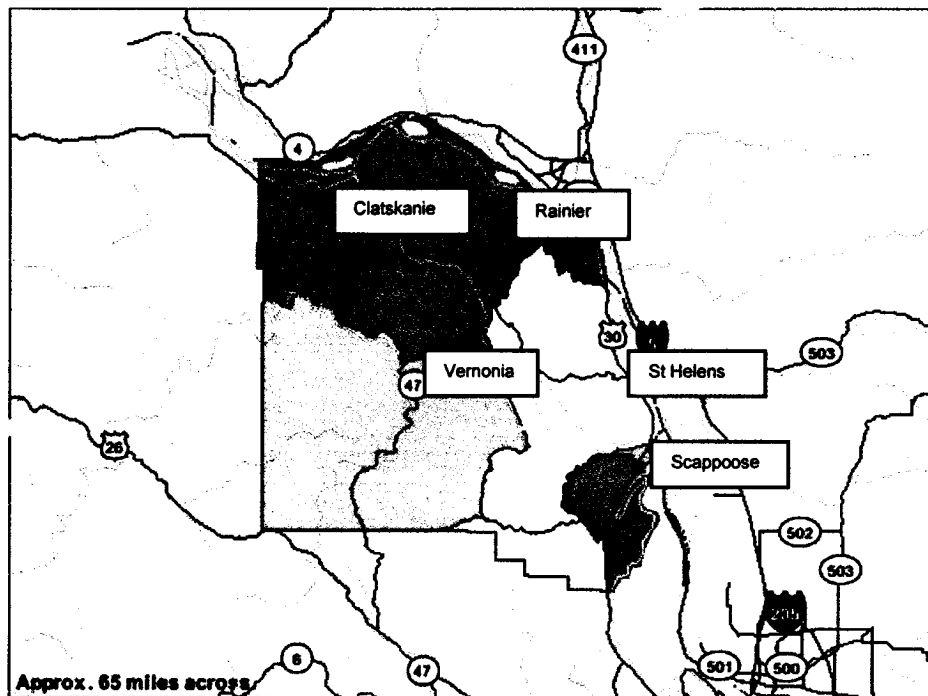 411
4
Clatskanie
Rainier
30
503
Vernonia
St Helens
47
26
Scappoose
502
503
Approx. 65 miles across
6
47
501
500